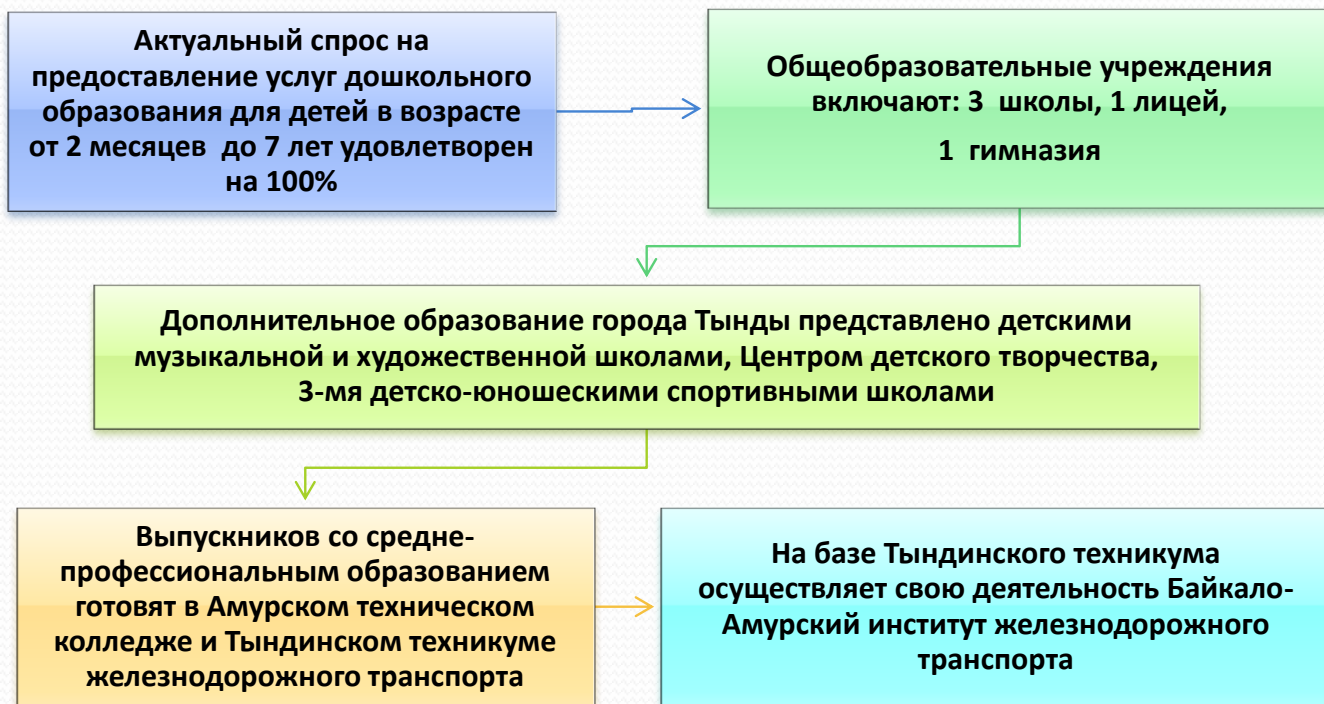 Актуальный спрос на
предоставление услуг дошкольного
образования для детей в возрасте
от 2 месяцев до 7 лет удовлетворен
на 100%
Общеобразовательные учреждения
включают: 3 школы, 1 лицей,
1 гимназия
Дополнительное образование города Тынды представлено детскими
музыкальной и художественной школами, Центром детского творчества,
3-мя детско-юношескими спортивными школами
Выпускников со средне-
профессиональным образованием
готовят в Амурском техническом
колледже и Тындинском техникуме
железнодорожного транспорта
На базе Тындинского техникума
осуществляет свою деятельность Байкало-
Амурский институт железнодорожного
транспорта